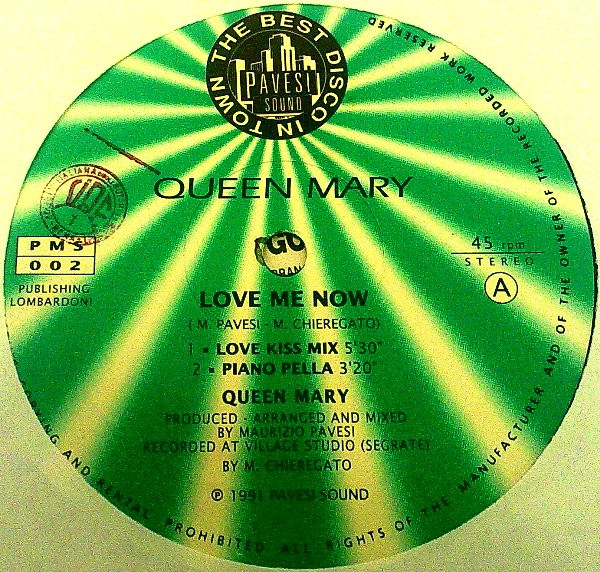 THE BEST DISCO IN TOWN
PAVESI
SOUND
QUEEN MARY
PMS
002
PUBLISHING
LOMBARDONI
45 rpm
STEREO
A
LOVE ME NOW
( M. PAVESI - M. CHIEREGATO)
1 ▪ LOVE KISS MIX 5'30"
2 ▪ PIANO PELLA 3'20"
QUEEN MARY
PRODUCED - ARRANGED AND MIXED
BY MAURIZIO PAVESI
RECORDED AT VILLAGE STUDIO (SEGRATE)
BY M. CHIEREGATO
℗ 1991 PAVESI SOUND
AND RENTAL PROHIBITED ALL RIGHTS OF THE MANUFACTURER AND OF THE OWNER OF THE RECORDED WORK RESERVED